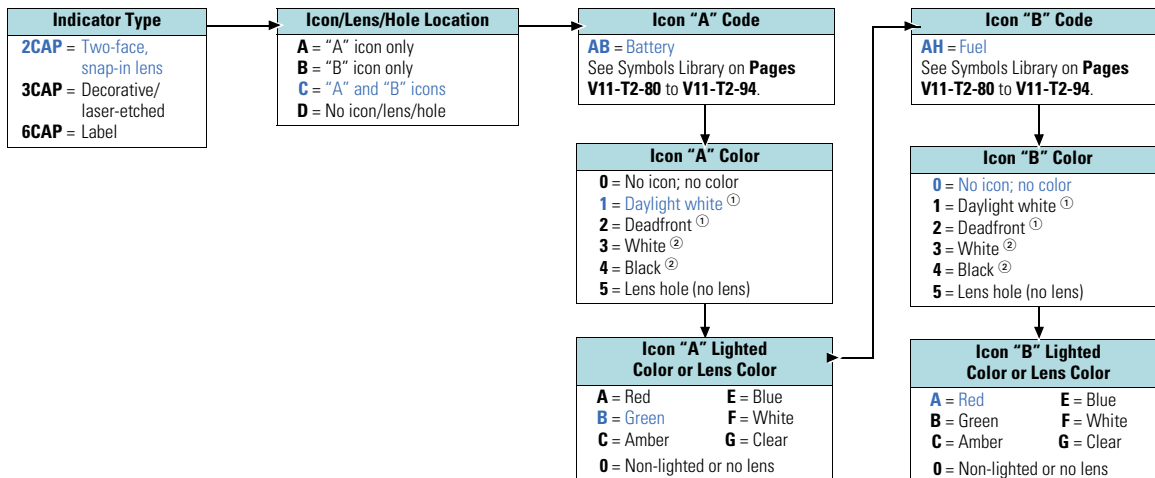 Indicator Type
2CAP = Two-face,
snap-in lens
3CAP = Decorative/
laser-etched
6CAP = Label
Icon/Lens/Hole Location
A = “A” icon only
B = “B” icon only
C = “A” and “B” icons
D = No icon/lens/hole
Icon “A” Code
AB = Battery
See Symbols Library on Pages
V11-T2-80 to V11-T2-94.
Icon “A” Color
0 = No icon; no color
1 = Daylight white ①
2 = Deadfront ①
3 = White ②
4 = Black ②
5 = Lens hole (no lens)
Icon “A” Lighted
Color or Lens Color
A = Red E = Blue
B = Green F = White
C = Amber G = Clear
0 = Non-lighted or no lens
Icon “B” Code
AH = Fuel
See Symbols Library on Pages
V11-T2-80 to V11-T2-94.
Icon “B” Color
0 = No icon; no color
1 = Daylight white ①
2 = Deadfront ①
3 = White ②
4 = Black ②
5 = Lens hole (no lens)
Icon “B” Lighted
Color or Lens Color
A = Red E = Blue
B = Green F = White
C = Amber G = Clear
0 = Non-lighted or no lens